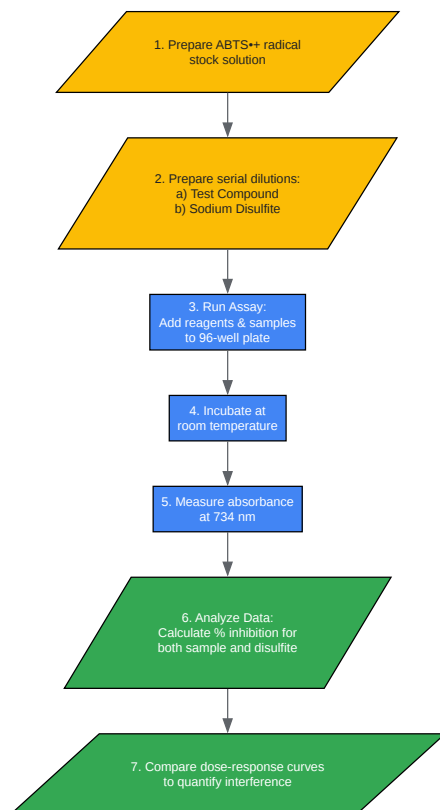 1. Prepare ABTS•+ radical
stock solution
2. Prepare serial dilutions:
a) Test Compound
b) Sodium Disulfite
3. Run Assay:
Add reagents & samples
to 96-well plate
4. Incubate at
room temperature
5. Measure absorbance
at 734 nm
6. Analyze Data:
Calculate % inhibition for
both sample and disulfite
7. Compare dose-response curves
to quantify interference